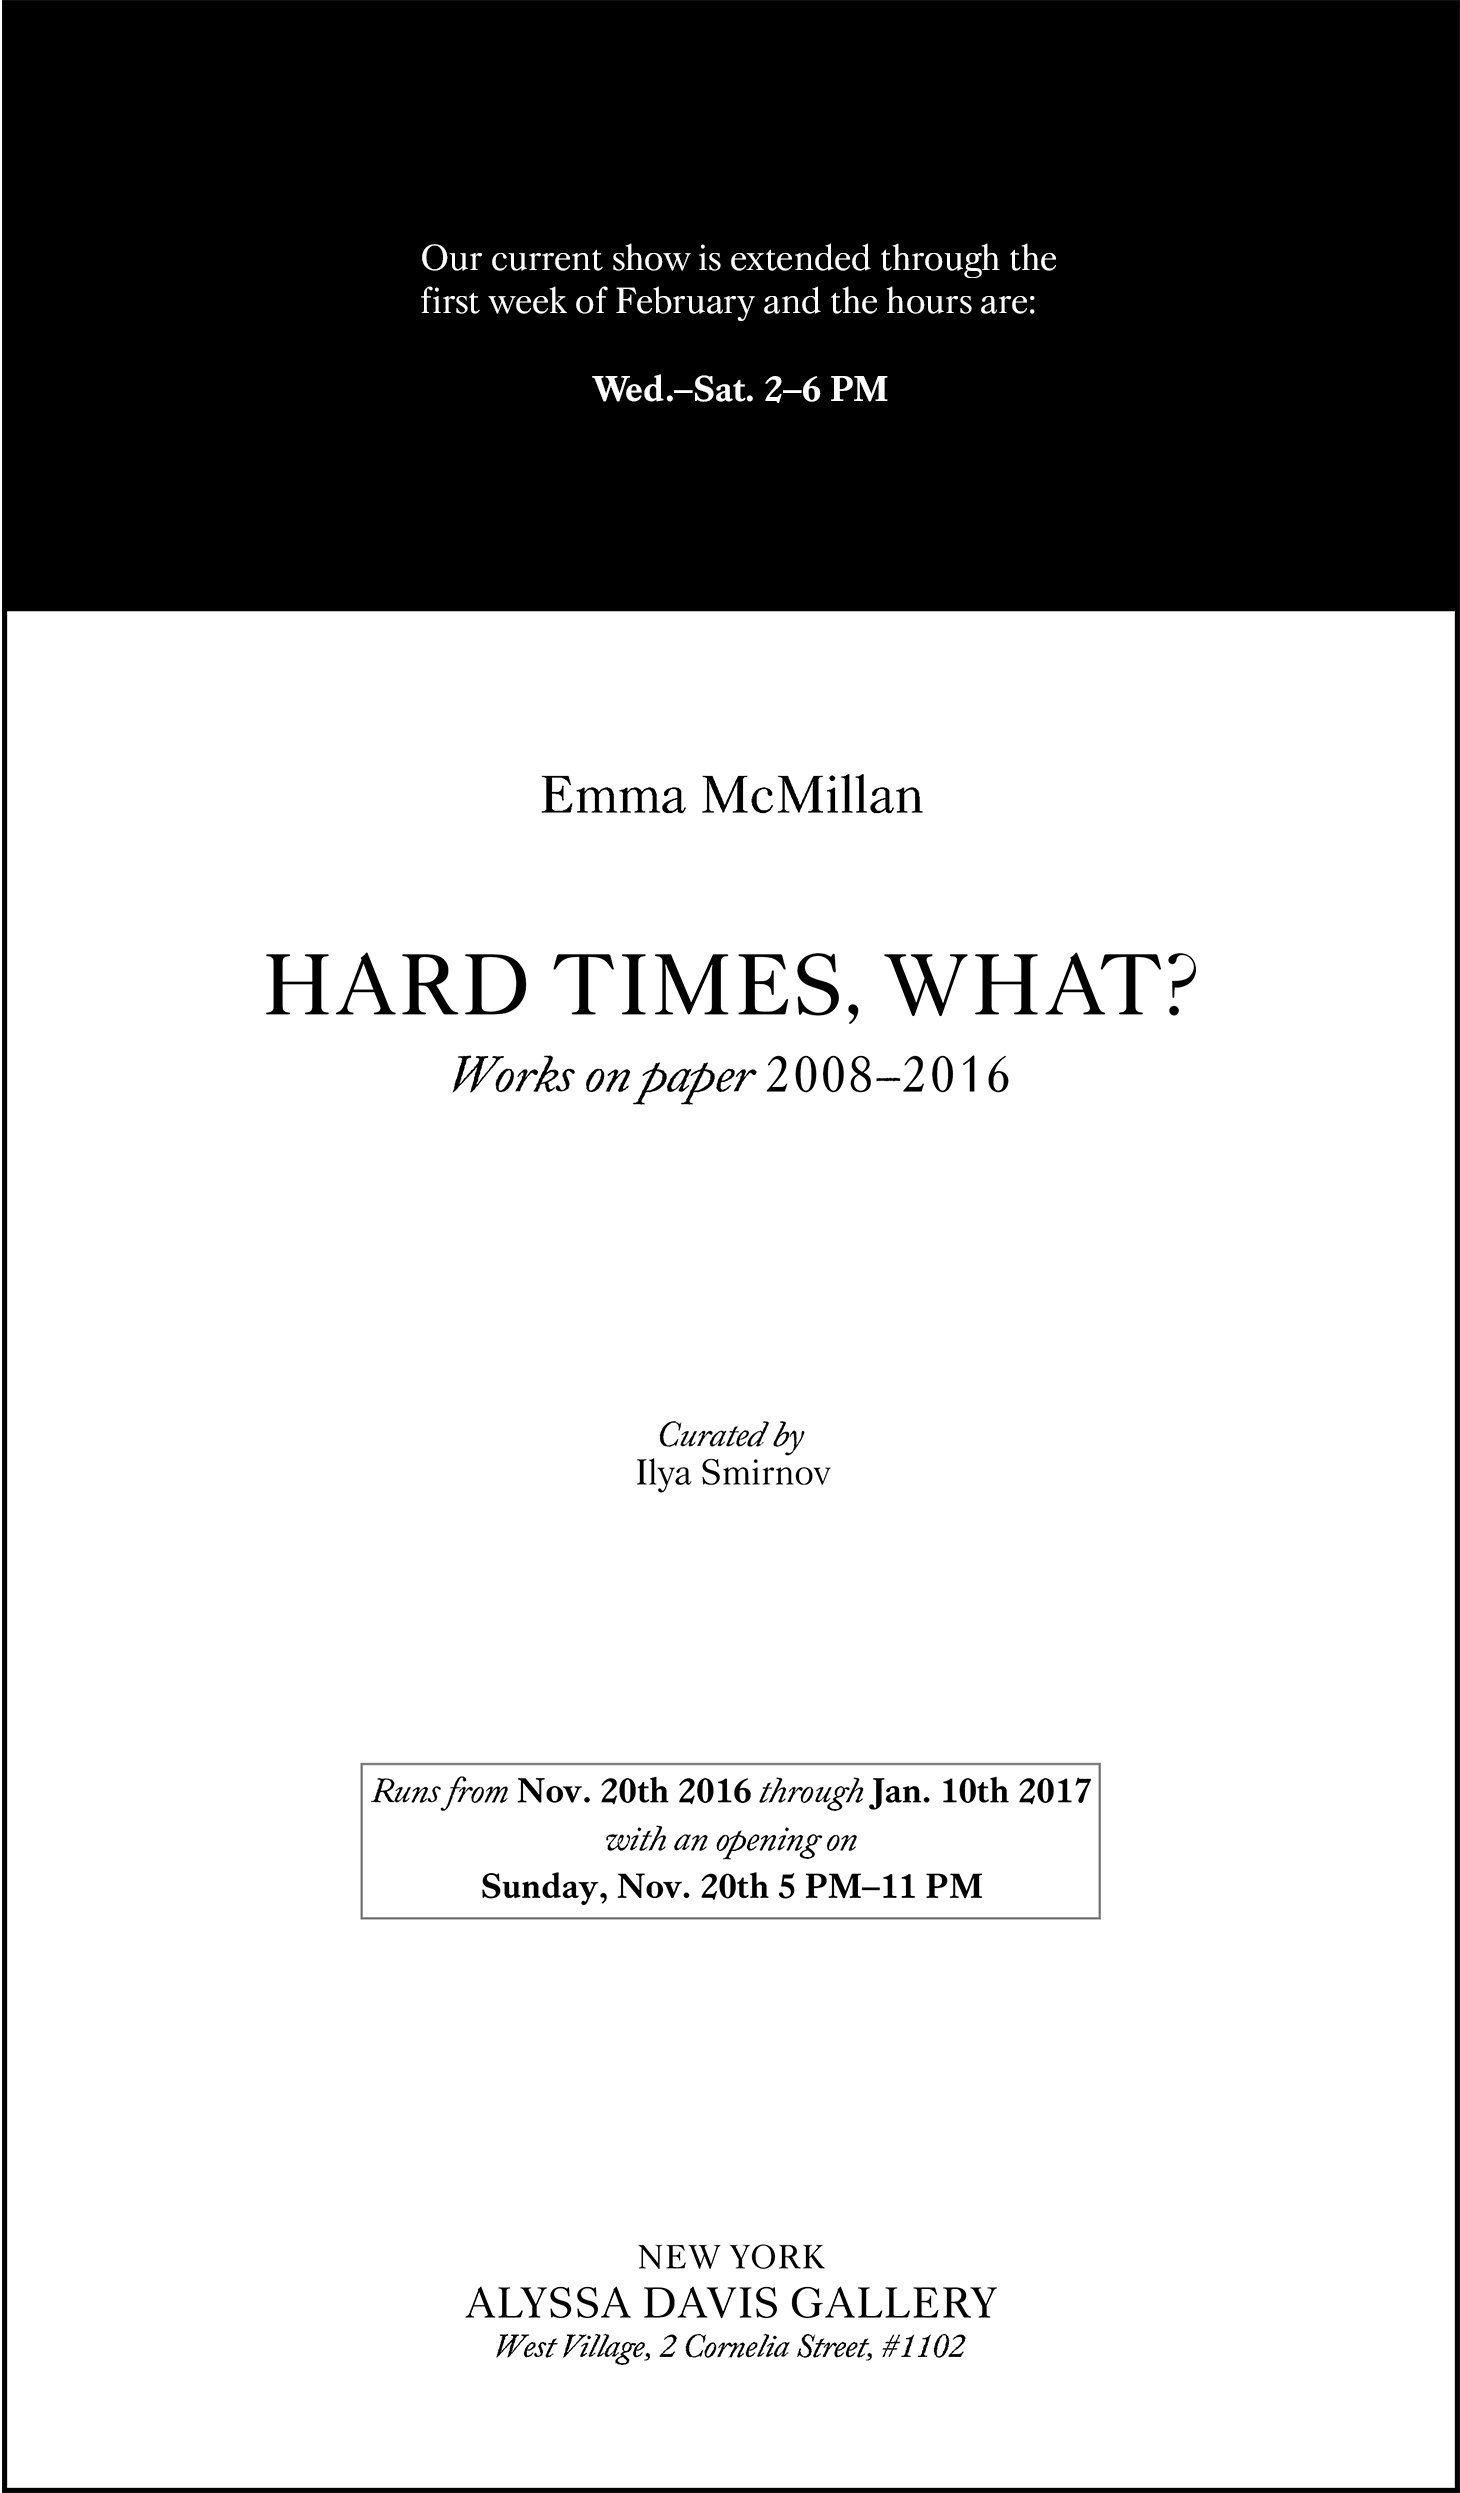 Our current show is extended through the
first week of February and the hours are:
Wed.–Sat. 2–6 PM
Emma McMillan
HARD TIMES, WHAT?
Works on paper 2008–2016
Curated by
Ilya Smirnov
Runs from Nov. 20th 2016 through Jan. 10th 2017
with an opening on
Sunday, Nov. 20th 5 PM–11 PM
NEW YORK
ALYSSA DAVIS GALLERY
West Village, 2 Cornelia Street, #1102